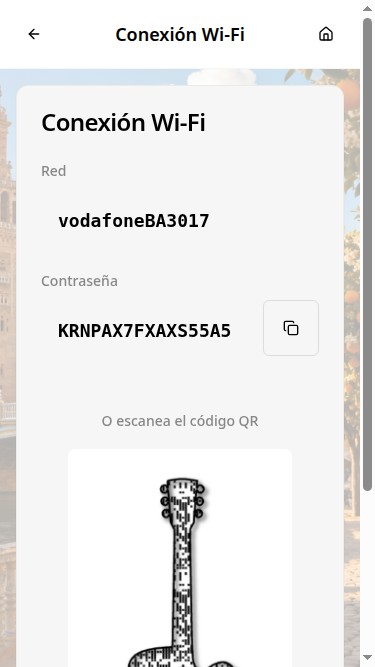 Conexión Wi-Fi
Conexión Wi-Fi
Red
vodafoneBA3017
Contraseña
KRNPAX7FXAXS55A5
O escanea el código QR